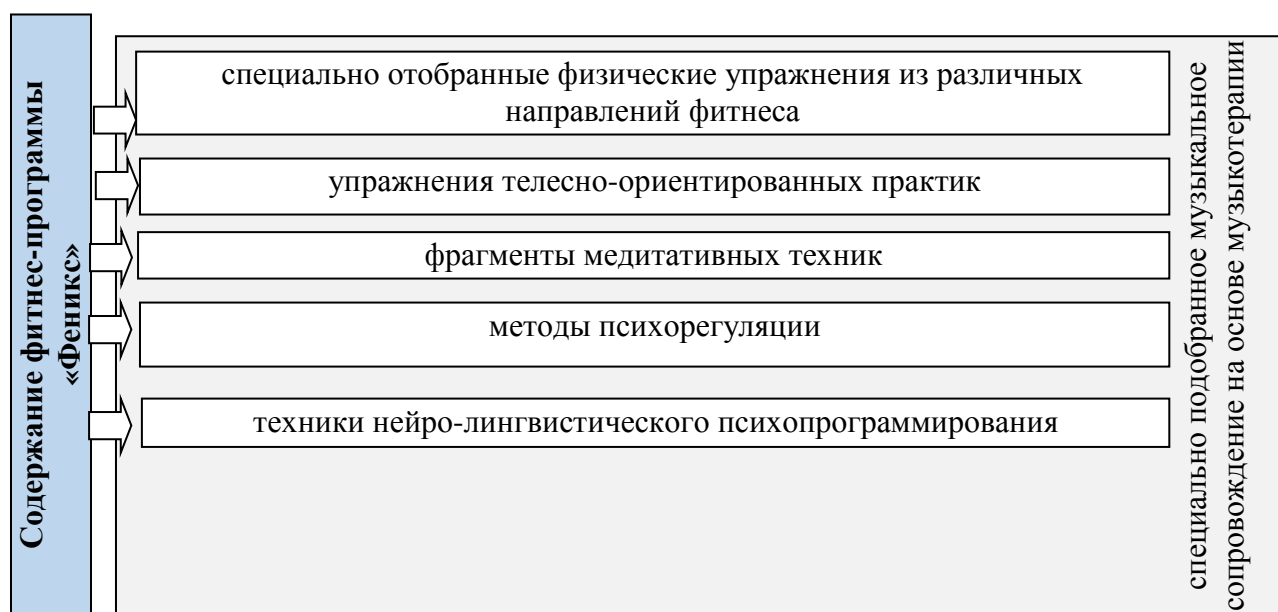 Содержание фитнес-программы
«Феникс»
специально отобранные физические упражнения из различных
направлений фитнеса
упражнения телесно-ориентированных практик
фрагменты медитативных техник
методы психорегуляции
техники нейро-лингвистического психопрограммирования
специально подобранное музыкальное
сопровождение на основе музыкотерапии